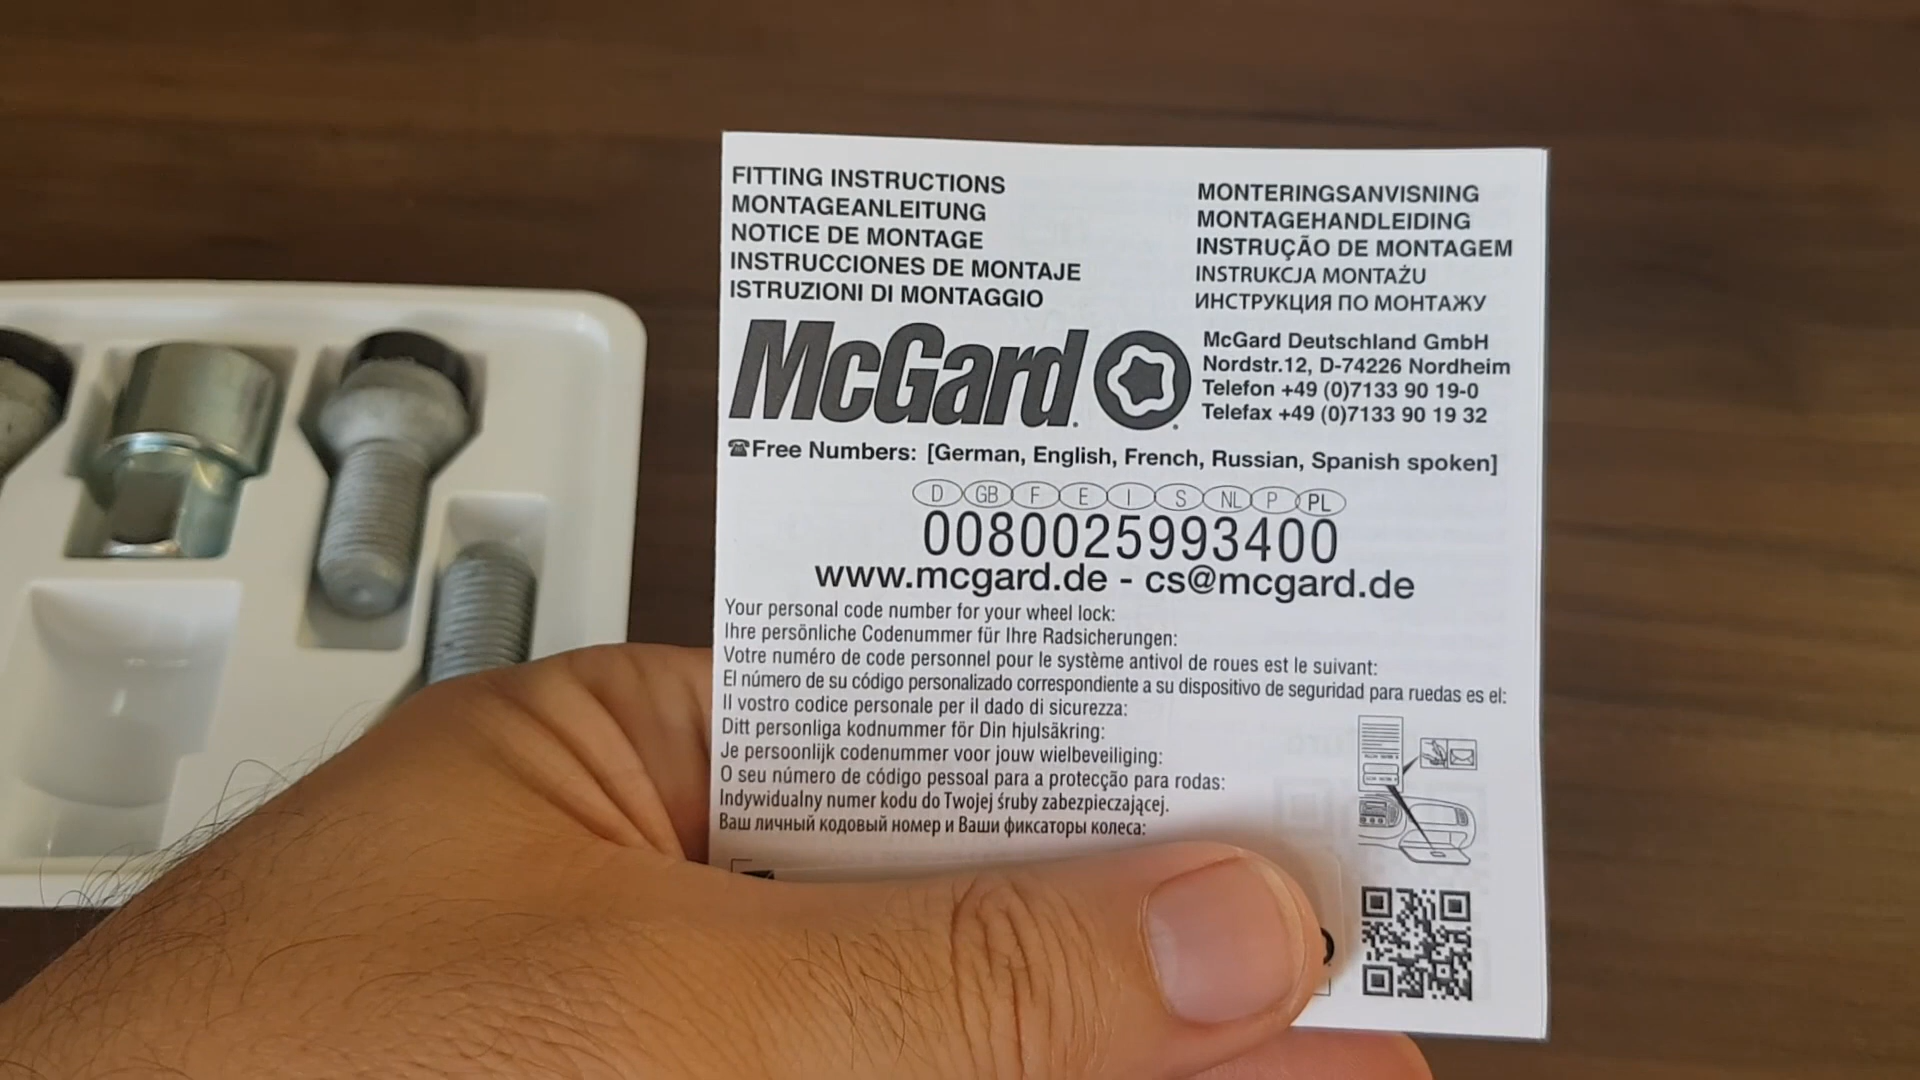 FITTING INSTRUCTIONS
MONTAGEANLEITUNG
NOTICE DE MONTAGE
INSTRUCCIONES DE MONTAJE
ISTRUZIONI DI MONTAGGIO
MONTERINGSANVISNING
MONTAGEHANDLEIDING
INSTRUÇÃO DE MONTAGEM
INSTRUKCJA MONTAŻU
ИНСТРУКЦИЯ ПО МОНТАЖУ
McGard
McGard Deutschland GmbH
Nordstr.12, D-74226 Nordheim
Telefon +49 (0)7133 90 19-0
Telefax +49 (0)7133 90 19 32
☎Free Numbers: [German, English, French, Russian, Spanish spoken]
D GB F E I S NL P PL
0080025993400
www.mcgard.de - cs@mcgard.de
Your personal code number for your wheel lock:
Ihre persönliche Codenummer für Ihre Radsicherungen:
Votre numéro de code personnel pour le système antivol de roues est le suivant:
El número de su código personalizado correspondiente a su dispositivo de seguridad para ruedas es el:
Il vostro codice personale per il dado di sicurezza:
Ditt personliga kodnummer för Din hjulsäkring:
Je persoonlijk codenummer voor jouw wielbeveiliging:
O seu número de código pessoal para a protecção para rodas:
Indywidualny numer kodu do Twojej śruby zabezpieczającej.
Ваш личный кодовый номер и Ваши фиксаторы колеса: